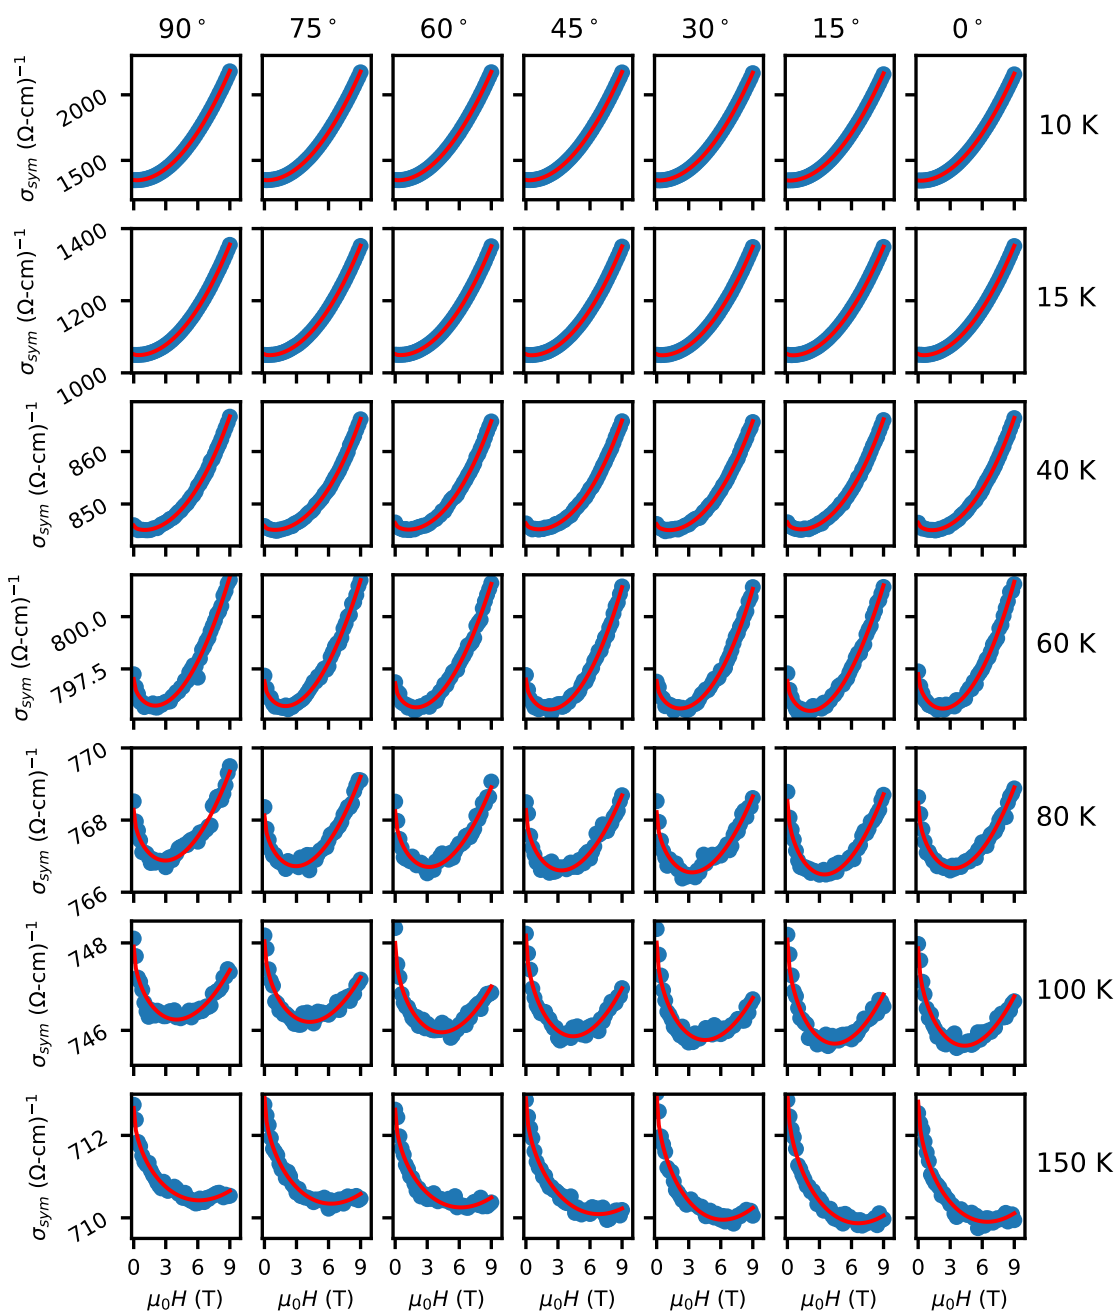 90° 75° 60° 45° 30° 15° 0°
σsym (Ω-cm)⁻¹ 2000 1500 10 K
σsym (Ω-cm)⁻¹ 1400 1200 1000 15 K
σsym (Ω-cm)⁻¹ 860 850 40 K
σsym (Ω-cm)⁻¹ 800.0 797.5 60 K
σsym (Ω-cm)⁻¹ 770 768 766 80 K
σsym (Ω-cm)⁻¹ 748 746 100 K
σsym (Ω-cm)⁻¹ 712 710 150 K
0 3 6 9 0 3 6 9 0 3 6 9 0 3 6 9 0 3 6 9 0 3 6 9 0 3 6 9
μ₀H (T) μ₀H (T) μ₀H (T) μ₀H (T) μ₀H (T) μ₀H (T) μ₀H (T)